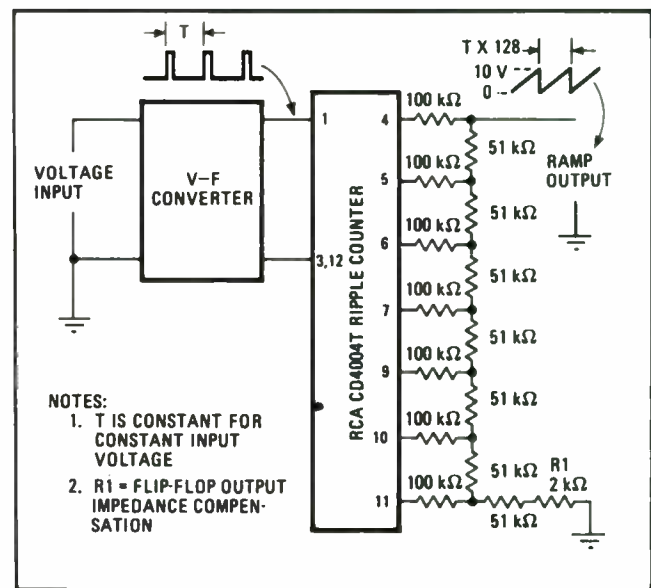 T
T X 128
10 V
0
VOLTAGE
INPUT
V–F
CONVERTER
1
3,12
RCA CD4004T RIPPLE COUNTER
4
5
6
7
9
10
11
100 kΩ
100 kΩ
100 kΩ
100 kΩ
100 kΩ
100 kΩ
100 kΩ
51 kΩ
51 kΩ
51 kΩ
51 kΩ
51 kΩ
51 kΩ
51 kΩ
R1
2 kΩ
RAMP
OUTPUT
NOTES:
1. T IS CONSTANT FOR
CONSTANT INPUT
VOLTAGE
2. R1 = FLIP-FLOP OUTPUT
IMPEDANCE COMPEN-
SATION